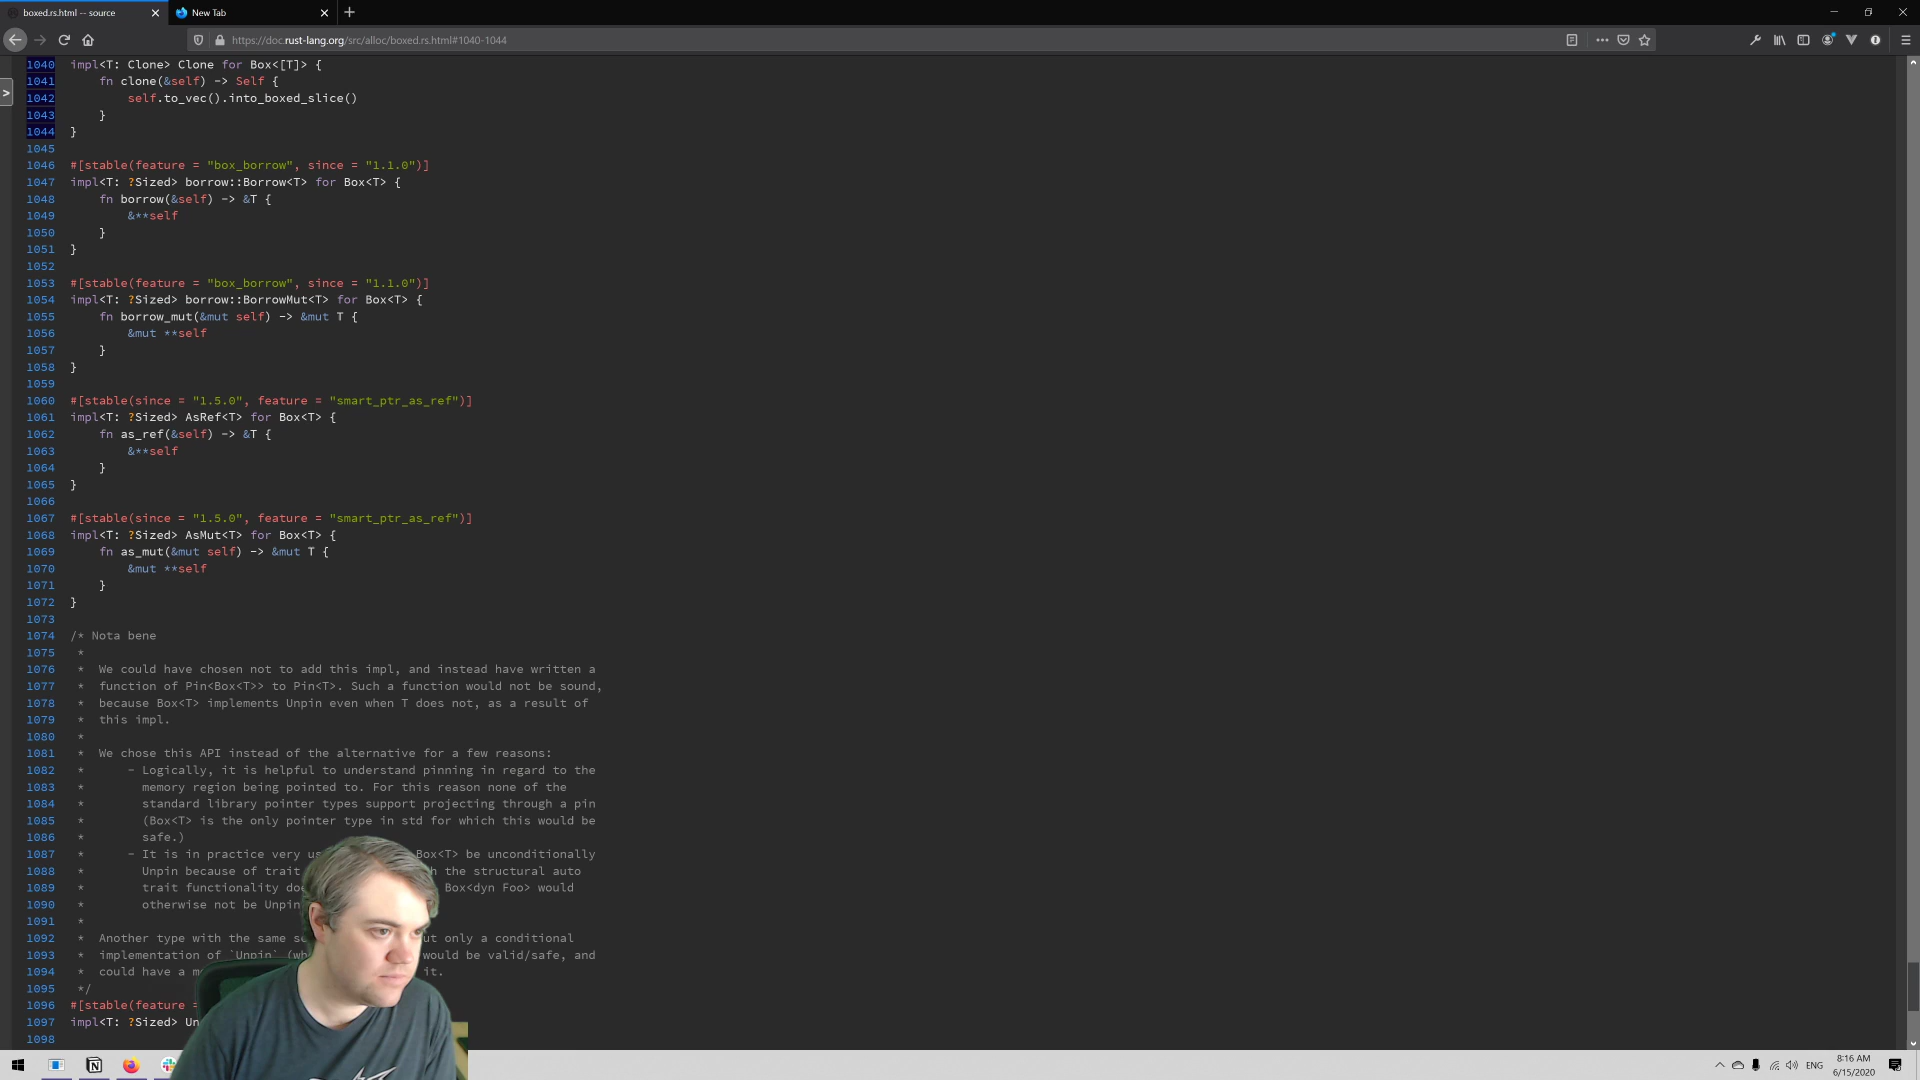 boxed.rs.html -- source
New Tab
https://doc.rust-lang.org/src/alloc/boxed.rs.html#1040-1044
1040 impl<T: Clone> Clone for Box<[T]> {
1041 fn clone(&self) -> Self {
1042 self.to_vec().into_boxed_slice()
1043 }
1044 }
1045
1046 #[stable(feature = "box_borrow", since = "1.1.0")]
1047 impl<T: ?Sized> borrow::Borrow<T> for Box<T> {
1048 fn borrow(&self) -> &T {
1049 &**self
1050 }
1051 }
1052
1053 #[stable(feature = "box_borrow", since = "1.1.0")]
1054 impl<T: ?Sized> borrow::BorrowMut<T> for Box<T> {
1055 fn borrow_mut(&mut self) -> &mut T {
1056 &mut **self
1057 }
1058 }
1059
1060 #[stable(since = "1.5.0", feature = "smart_ptr_as_ref")]
1061 impl<T: ?Sized> AsRef<T> for Box<T> {
1062 fn as_ref(&self) -> &T {
1063 &**self
1064 }
1065 }
1066
1067 #[stable(since = "1.5.0", feature = "smart_ptr_as_ref")]
1068 impl<T: ?Sized> AsMut<T> for Box<T> {
1069 fn as_mut(&mut self) -> &mut T {
1070 &mut **self
1071 }
1072 }
1073
1074 /* Nota bene
1075 *
1076 * We could have chosen not to add this impl, and instead have written a
1077 * function of Pin<Box<T>> to Pin<T>. Such a function would not be sound,
1078 * because Box<T> implements Unpin even when T does not, as a result of
1079 * this impl.
1080 *
1081 * We chose this API instead of the alternative for a few reasons:
1082 * - Logically, it is helpful to understand pinning in regard to the
1083 * memory region being pointed to. For this reason none of the
1084 * standard library pointer types support projecting through a pin
1085 * (Box<T> is the only pointer type in std for which this would be
1086 * safe.)
1087 * - It is in practice very Box<T> be unconditionally
1088 * Unpin because of trait the structural auto
1089 * trait functionality Box<dyn Foo> would
1090 * otherwise not be Unpin
1091 *
1092 * Another type with the same only a conditional
1093 * implementation of `Unpin` would be valid/safe, and
1094 * could have a it.
1095 */
1096 #[stable(feature =
1097 impl<T: ?Sized>
1098
ENG
8:16 AM
6/15/2020